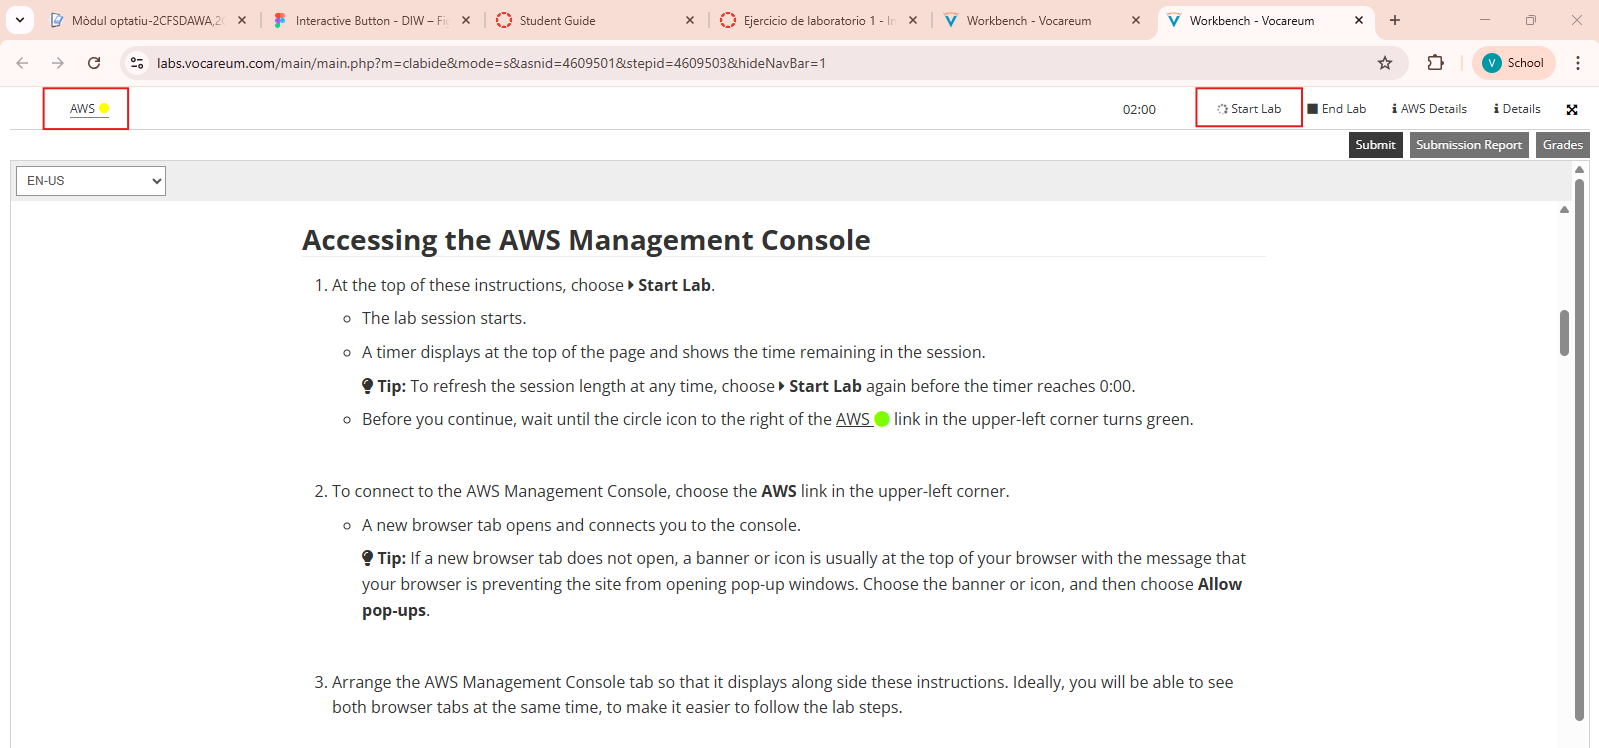 Mòdul optatiu-2CFSDAWA,2C
Interactive Button - DIW – Fi
Student Guide
Ejercicio de laboratorio 1 - In
Workbench - Vocareum
Workbench - Vocareum
labs.vocareum.com/main/main.php?m=clabide&mode=s&asnid=4609501&stepid=4609503&hideNavBar=1
V School
AWS
02:00
Start Lab
End Lab
AWS Details
Details
Submit
Submission Report
Grades
EN-US
Accessing the AWS Management Console
1. At the top of these instructions, choose Start Lab.
The lab session starts.
A timer displays at the top of the page and shows the time remaining in the session.
Tip: To refresh the session length at any time, choose Start Lab again before the timer reaches 0:00.
Before you continue, wait until the circle icon to the right of the AWS link in the upper-left corner turns green.
2. To connect to the AWS Management Console, choose the AWS link in the upper-left corner.
A new browser tab opens and connects you to the console.
Tip: If a new browser tab does not open, a banner or icon is usually at the top of your browser with the message that
your browser is preventing the site from opening pop-up windows. Choose the banner or icon, and then choose Allow
pop-ups.
3. Arrange the AWS Management Console tab so that it displays along side these instructions. Ideally, you will be able to see
both browser tabs at the same time, to make it easier to follow the lab steps.